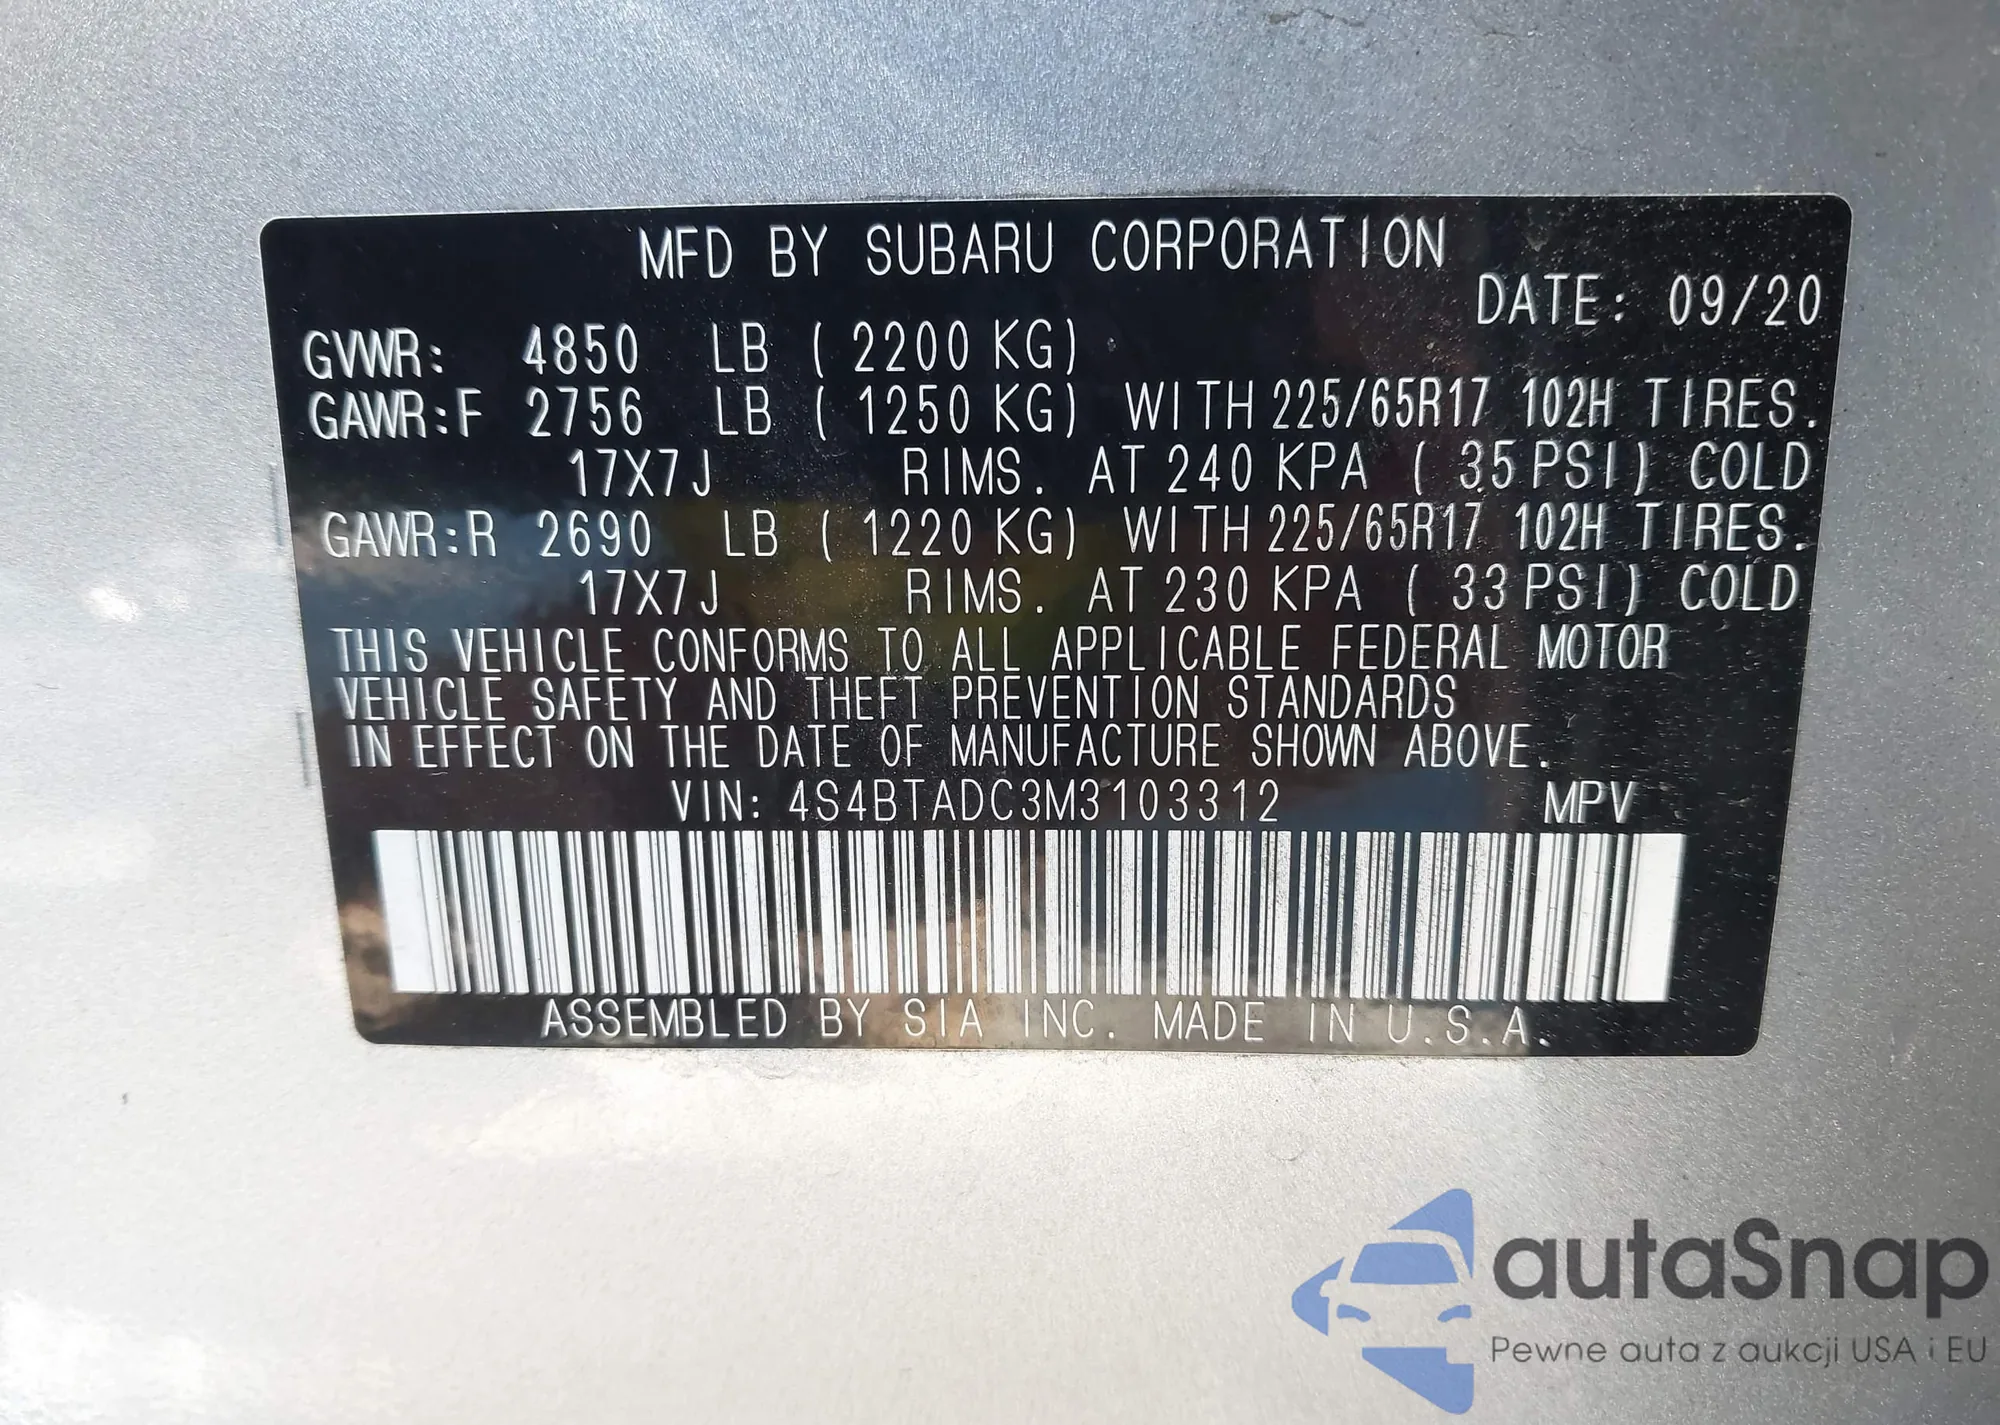 MFD BY SUBARU CORPORATION
DATE: 09/20
GVWR: 4850 LB ( 2200 KG)
GAWR:F 2756 LB ( 1250 KG) WITH 225/65R17 102H TIRES.
17X7J RIMS. AT 240 KPA ( 35 PSI) COLD
GAWR:R 2690 LB ( 1220 KG) WITH 225/65R17 102H TIRES.
17X7J RIMS. AT 230 KPA ( 33 PSI) COLD
THIS VEHICLE CONFORMS TO ALL APPLICABLE FEDERAL MOTOR
VEHICLE SAFETY AND THEFT PREVENTION STANDARDS
IN EFFECT ON THE DATE OF MANUFACTURE SHOWN ABOVE.
VIN: 4S4BTADC3M3103312 MPV
ASSEMBLED BY SIA INC. MADE IN U.S.A.
autaSnap
Pewne auta z aukcji USA i EU